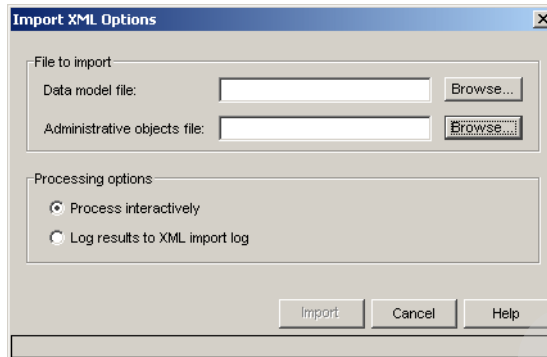 Import XML Options
File to import
Data model file:
Browse...
Administrative objects file:
Browse...
Processing options
Process interactively
Log results to XML import log
Import
Cancel
Help